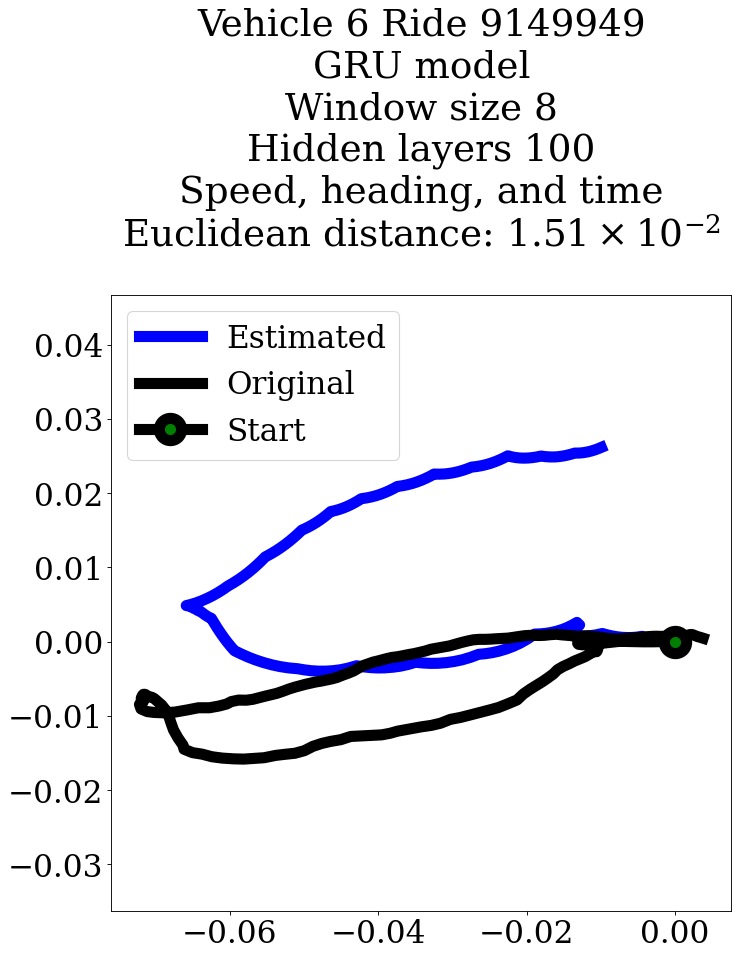 Vehicle 6 Ride 9149949
GRU model
Window size 8
Hidden layers 100
Speed, heading, and time
Euclidean distance: 1.51 × 10⁻²
Estimated
Original
Start
0.04
0.03
0.02
0.01
0.00
−0.01
−0.02
−0.03
−0.06 −0.04 −0.02 0.00